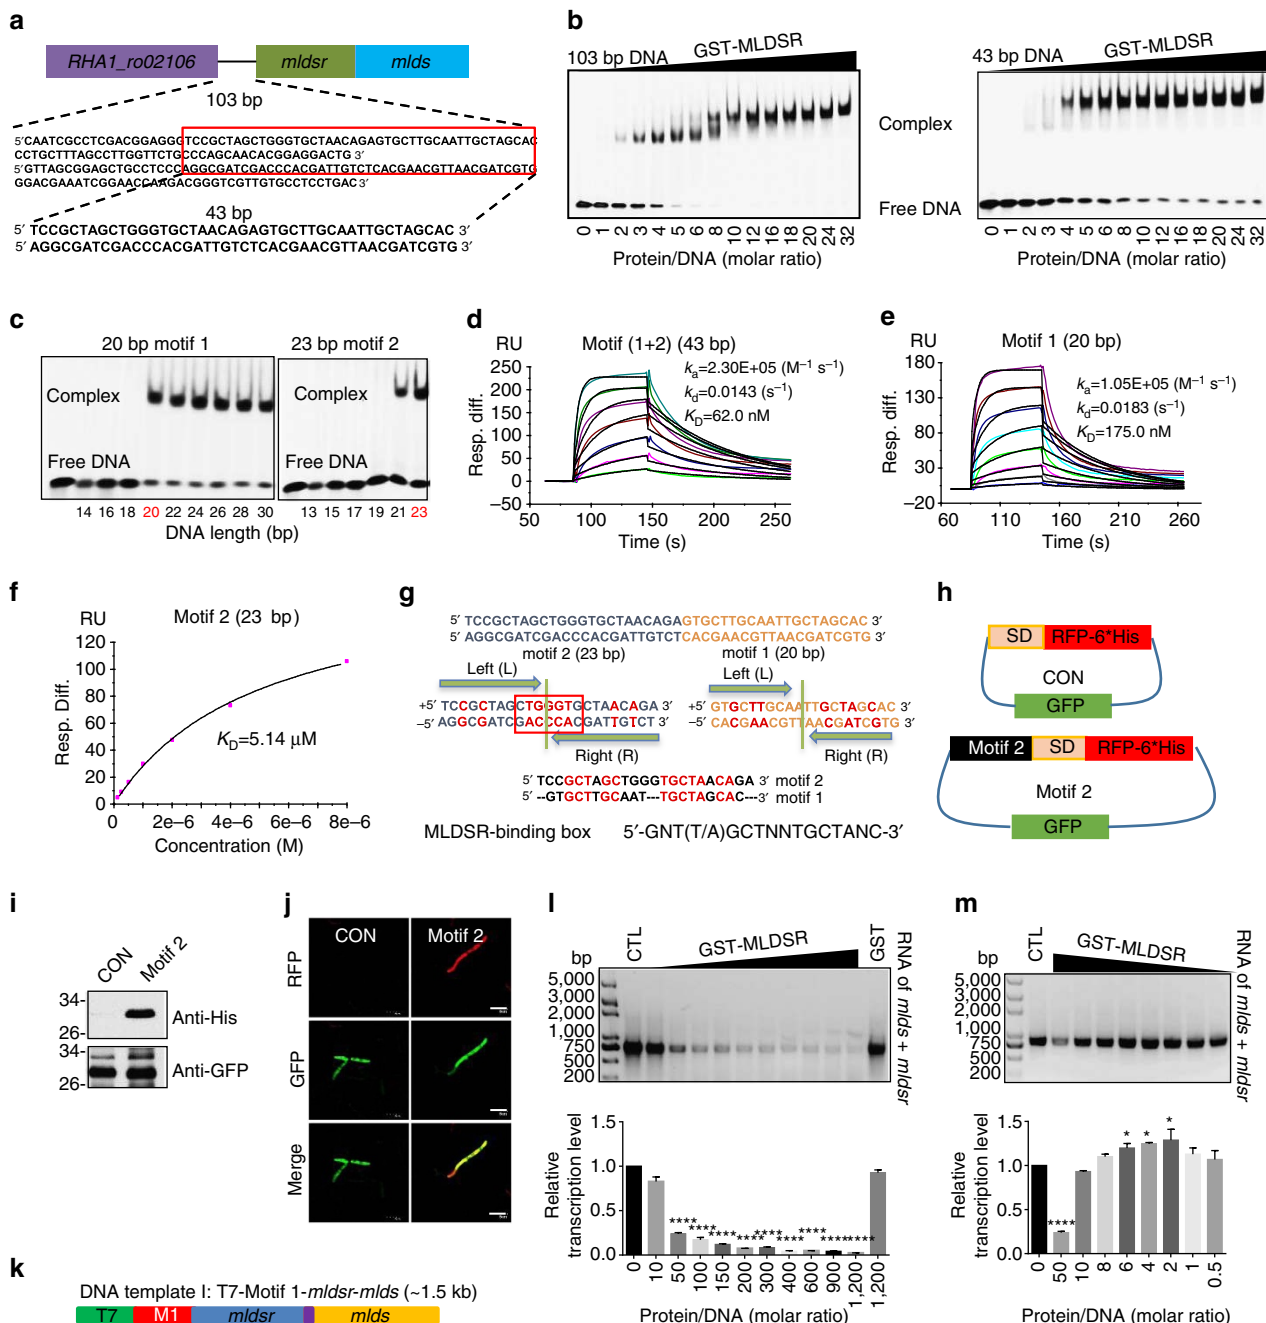 a
RHA1_ro02106
mldsr
mlds
103 bp
5′CAATCGCCTCGACGGAGGGTCCGCTAGCTGGGTGCTAACAGAGTGCTTGCAATTGCTAGCAC
CCTGCTTTAGCCTTGGTTCTGCCCAGCAACACGGAGGACTG 3′
5′GTTAGCGGAGCTGCCTCCCAGGCGATCGACCCACGATTGTCTCACGAACGTTAACGATCGTG
GGACGAAATCGGAACCAAGACGGGTCGTTGTGCCTCCTGAC 3′
43 bp
5′ TCCGCTAGCTGGGTGCTAACAGAGTGCTTGCAATTGCTAGCAC 3′
5′ AGGCGATCGACCCACGATTGTCTCACGAACGTTAACGATCGTG 3′
b
103 bp DNA
GST-MLDSR
43 bp DNA
GST-MLDSR
Complex
Free DNA
0 1 2 3 4 5 6 8 10 12 14 16 18 20 24 32
Protein/DNA (molar ratio)
0 1 2 3 4 5 6 8 10 12 14 16 18 20 24 32
Protein/DNA (molar ratio)
c
20 bp motif 1
23 bp motif 2
Complex
Complex
Free DNA
Free DNA
14 16 18 20 22 24 26 28 30
13 15 17 19 21 23
DNA length (bp)
d
RU
Motif (1+2) (43 bp)
ka=2.30E+05 (M⁻¹ s⁻¹)
kd=0.0143 (s⁻¹)
KD=62.0 nM
Resp. diff.
250
200
150
100
50
0
−50
50 100 150 200 250
Time (s)
e
RU
Motif 1 (20 bp)
ka=1.05E+05 (M⁻¹ s⁻¹)
kd=0.0183 (s⁻¹)
KD=175.0 nM
Resp. diff.
180
130
80
30
−20
60 110 160 210 260
Time (s)
f
RU
Motif 2 (23 bp)
KD=5.14 µM
Resp. Diff.
120
100
80
60
40
20
0
0 2e−6 4e−6 6e−6 8e−6
Concentration (M)
g
5′ TCCGCTAGCTGGGTGCTAACAGAGTGCTTGCAATTGCTAGCAC 3′
5′ AGGCGATCGACCCACGATTGTCTCACGAACGTTAACGATCGTG 3′
motif 2 (23 bp)
motif 1 (20 bp)
Left (L)
Left (L)
+5′ TCCGCTAGCTGGGTGCTAACAGA 3′
−5′ AGGCGATCGACCCACGATTGTCT 3′
+5′ GTGCTTGCAATTGCTAGCAC 3′
−5′ CACGAACGTTAACGATCGTG 3′
Right (R)
Right (R)
5′ TCCGCTAGCTGGGTGCTAACAGA 3′ motif 2
5′ --GTGCTTGCAAT---TGCTAGCAC---3′ motif 1
MLDSR-binding box 5′-GNT(T/A)GCTNNTGCTANC-3′
h
SD
RFP-6*His
CON
GFP
Motif 2
SD
RFP-6*His
Motif 2
GFP
i
CON
Motif 2
34-
26-
Anti-His
34-
26-
Anti-GFP
j
CON
Motif 2
RFP
GFP
Merge
k
DNA template I: T7-Motif 1-mldsr-mlds (~1.5 kb)
T7
M1
mldsr
mlds
l
bp
CTL
GST-MLDSR
GST
RNA of mlds + mldsr
5,000
3,000
2,000
1,000
750
500
200
Relative transcription level
1.5
1.0
0.5
0.0
**** **** **** **** **** **** **** **** ****
0 10 50 100 150 200 300 400 600 900 1,200 1,200
Protein/DNA (molar ratio)
m
bp
CTL
GST-MLDSR
RNA of mlds + mldsr
5,000
3,000
2,000
1,000
750
500
200
Relative transcription level
1.5
1.0
0.5
0.0
**** * * *
0 50 10 8 6 4 2 1 0.5
Protein/DNA (molar ratio)